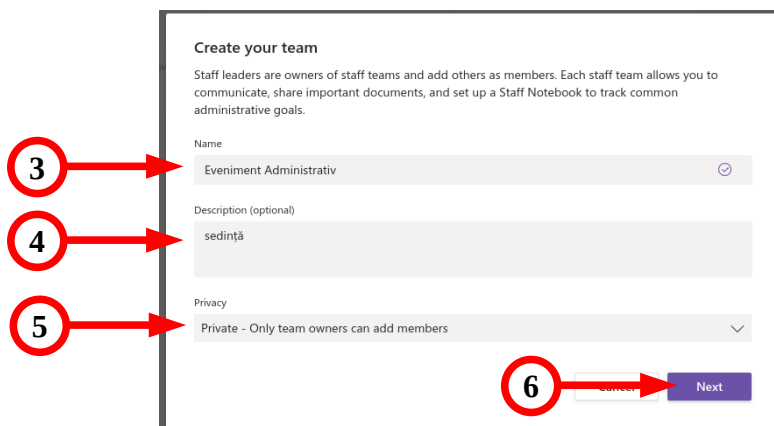 Create your team
Staff leaders are owners of staff teams and add others as members. Each staff team allows you to
communicate, share important documents, and set up a Staff Notebook to track common
administrative goals.
Name
3
Eveniment Administrativ
Description (optional)
4
sedință
Privacy
5
Private - Only team owners can add members
6
Cancel
Next